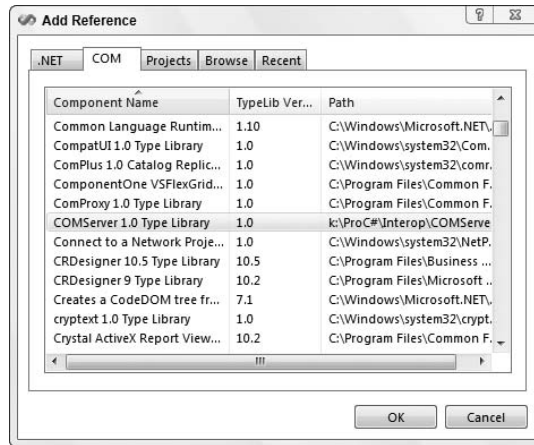 Add Reference
.NET COM Projects Browse Recent
Component Name TypeLib Ver... Path
Common Language Runtim... 1.10 C:\Windows\Microsoft.NET\.
CompatUI 1.0 Type Library 1.0 C:\Windows\system32\Com.
ComPlus 1.0 Catalog Replic... 1.0 C:\Windows\system32\comr.
ComponentOne VSFlexGrid... 1.0 C:\Program Files\Common F.
ComProxy 1.0 Type Library 1.0 C:\Program Files\Common F.
COMServer 1.0 Type Library 1.0 k:\ProC#\Interop\COMServe
Connect to a Network Proje... 1.0 C:\Windows\system32\NetP.
CRDesigner 10.5 Type Library 10.5 C:\Program Files\Business ...
CRDesigner 9 Type Library 10.2 C:\Program Files\Microsoft ..
Creates a CodeDOM tree fr... 7.1 C:\Windows\Microsoft.NET\.
cryptext 1.0 Type Library 1.0 C:\Windows\system32\crypt.
Crystal ActiveX Report View... 10.2 C:\Program Files\Common F.
OK Cancel